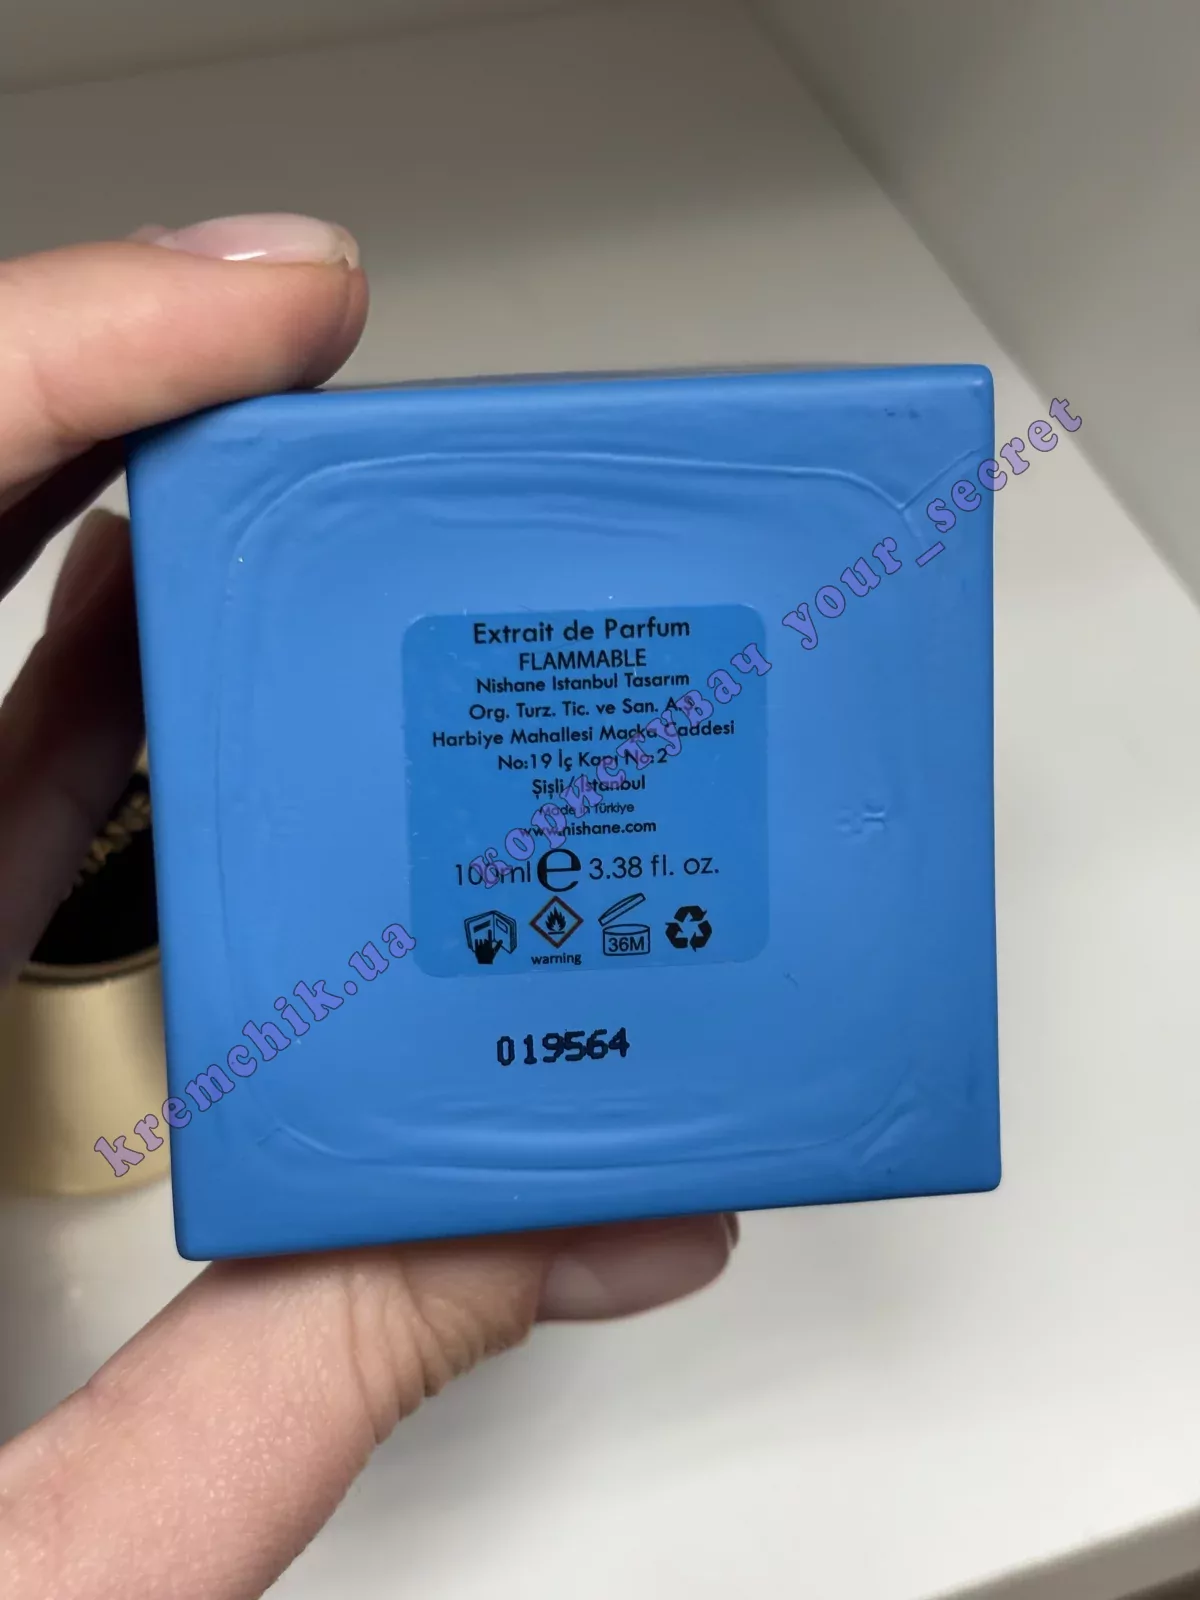 Extrait de Parfum
FLAMMABLE
Nishane Istanbul Tasarım
Org. Turz. Tic. ve San. A.Ş
Harbiye Mahallesi Maçka Caddesi
No:19 İç Kapı No:2
Şişli/İstanbul
Made in Türkiye
www.nishane.com
100ml e 3.38 fl. oz.
36M
warning
019564
kremchik.ua користувач your_secret